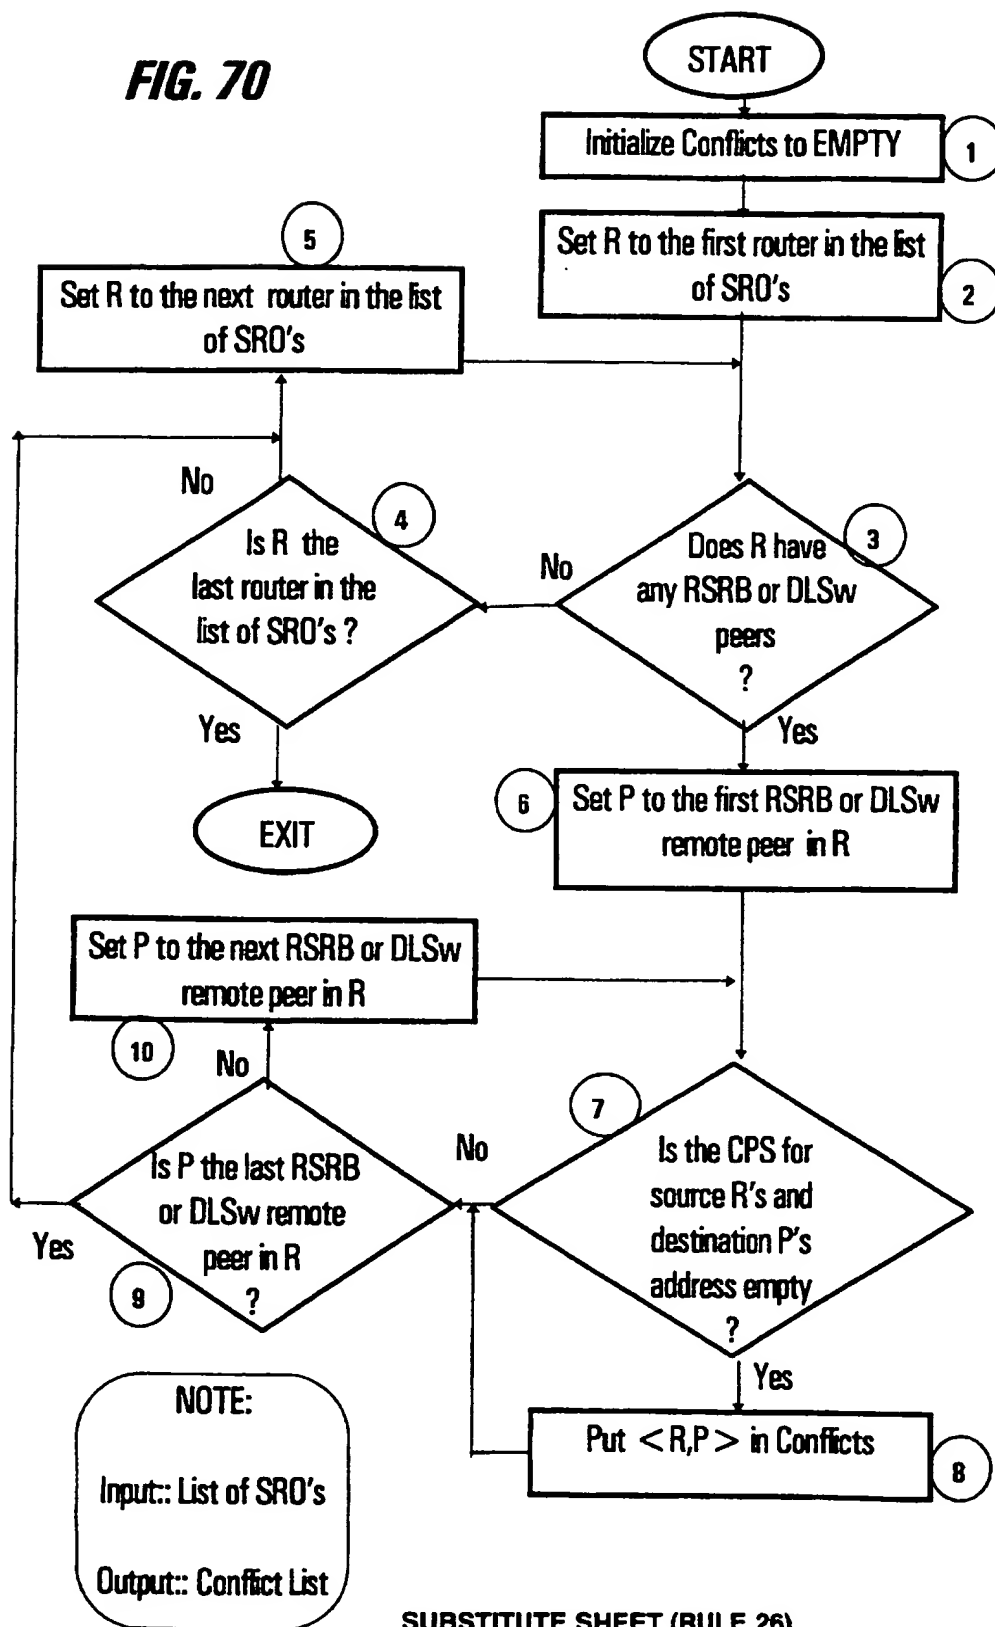 FIG. 70
START
Initialize Conflicts to EMPTY
1
Set R to the first router in the list
of SRO's
2
5
Set R to the next router in the list
of SRO's
No
4
Is R the
last router in the
list of SRO's ?
Yes
EXIT
No
3
Does R have
any RSRB or DLSw
peers
?
Yes
6
Set P to the first RSRB or DLSw
remote peer in R
Set P to the next RSRB or DLSw
remote peer in R
10
No
Is P the last RSRB
or DLSw remote
peer in R
?
Yes
9
No
7
Is the CPS for
source R's and
destination P's
address empty
?
Yes
Put <R,P> in Conflicts
8
NOTE:
Input:: List of SRO's
Output:: Conflict List
SUBSTITUTE SHEET (RULE 26)